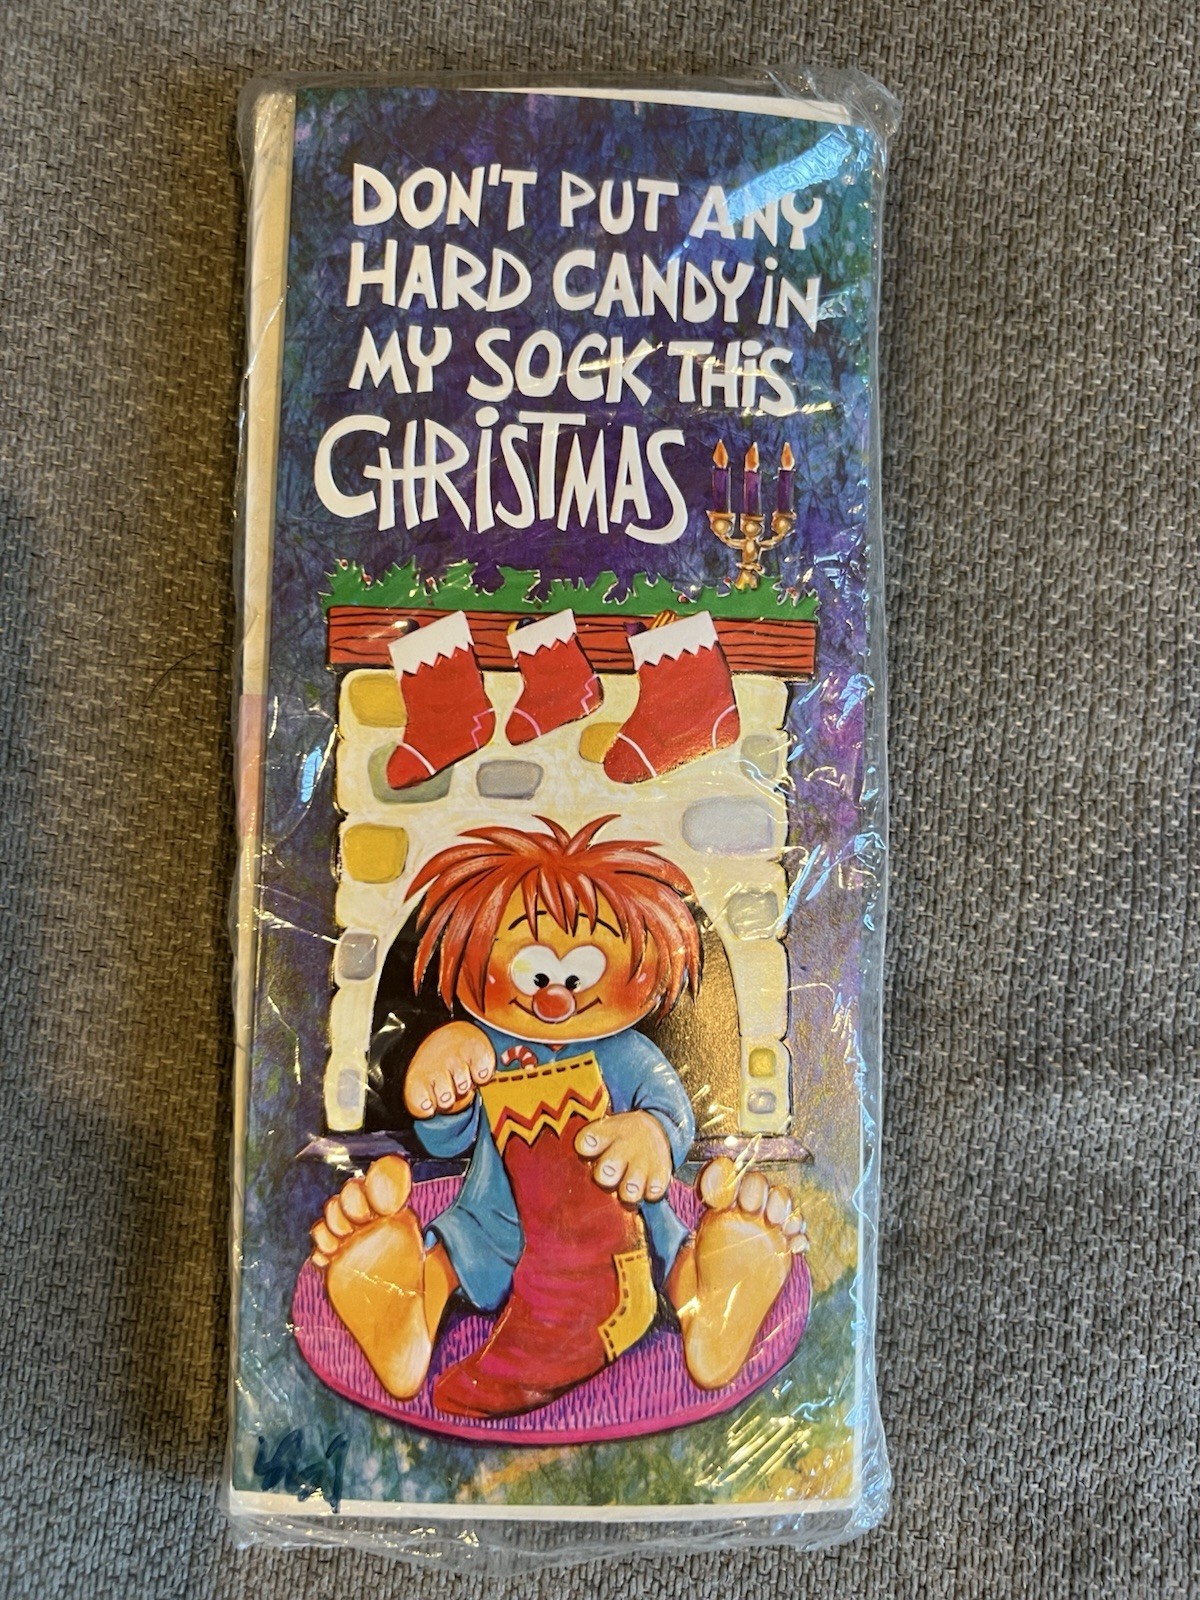 DON'T PUT ANY
HARD CANDY iN
MY SOCK THiS
CHRiSTMAS